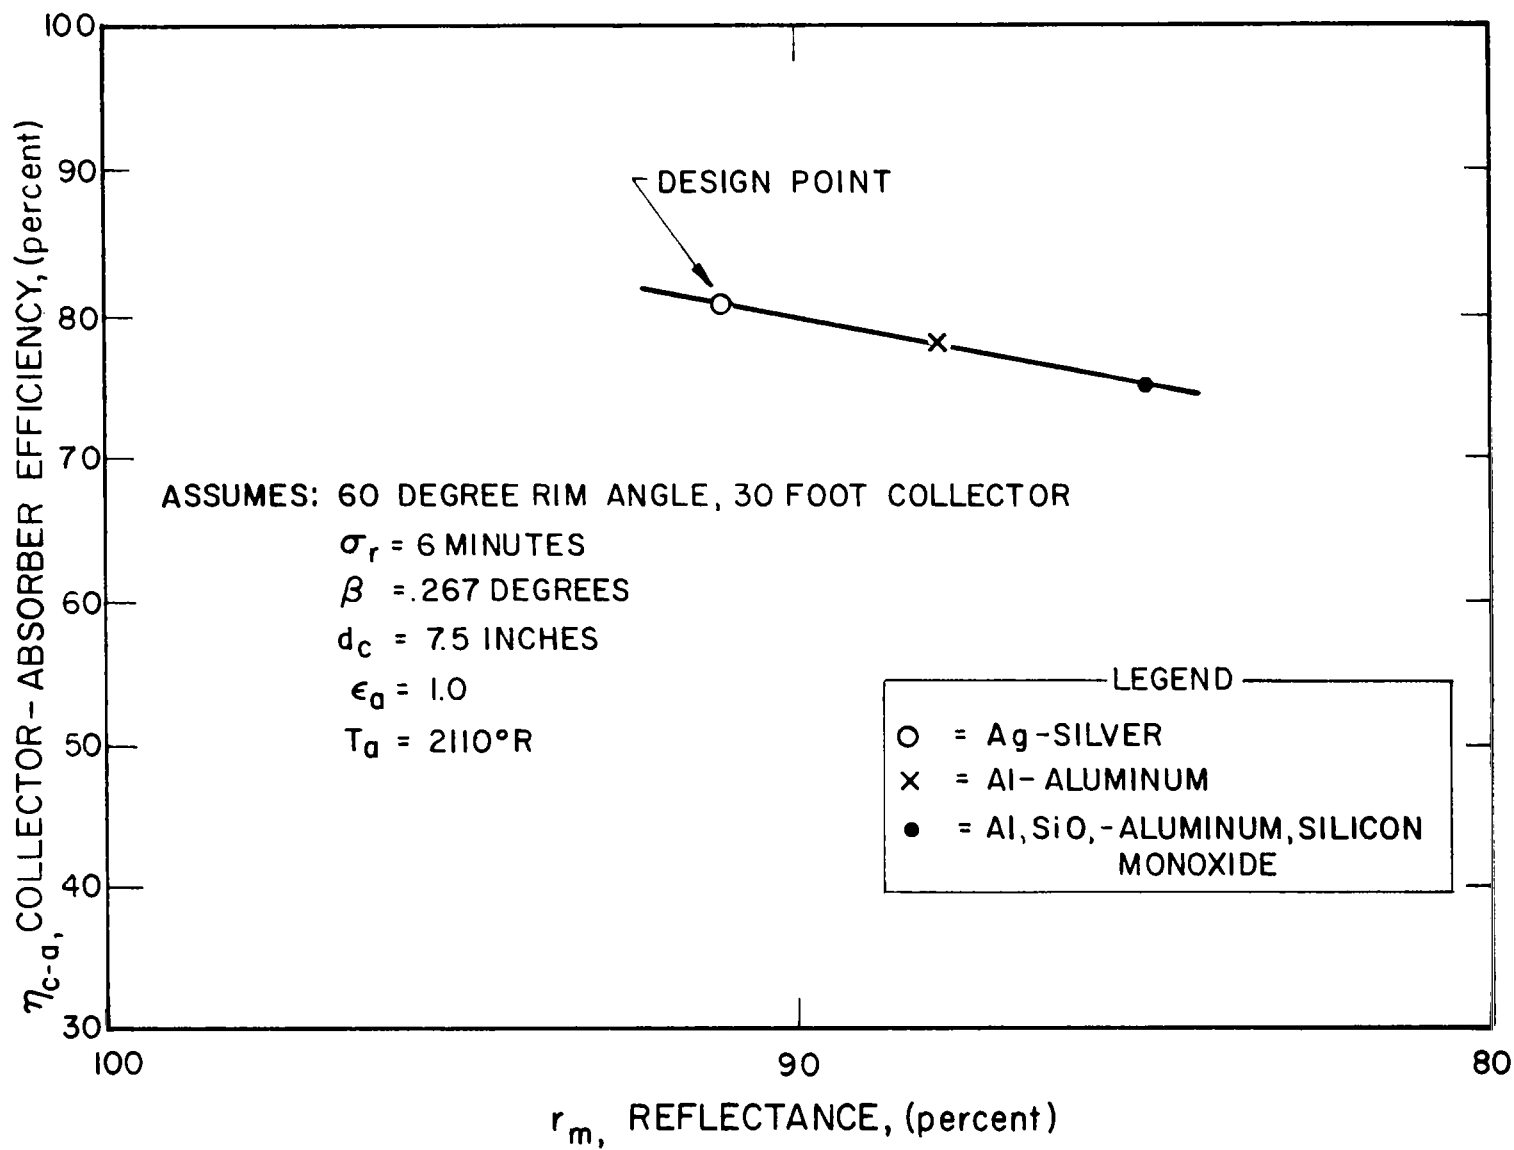 100
90
80
70
60
50
40
30
η c-a, COLLECTOR-ABSORBER EFFICIENCY, (percent)
DESIGN POINT
ASSUMES: 60 DEGREE RIM ANGLE, 30 FOOT COLLECTOR
σr = 6 MINUTES
β = .267 DEGREES
dc = 7.5 INCHES
ϵa = 1.0
Ta = 2110°R
LEGEND
= Ag-SILVER
= Al-ALUMINUM
= Al, SiO,-ALUMINUM, SILICON
MONOXIDE
100 90 80
rm, REFLECTANCE, (percent)